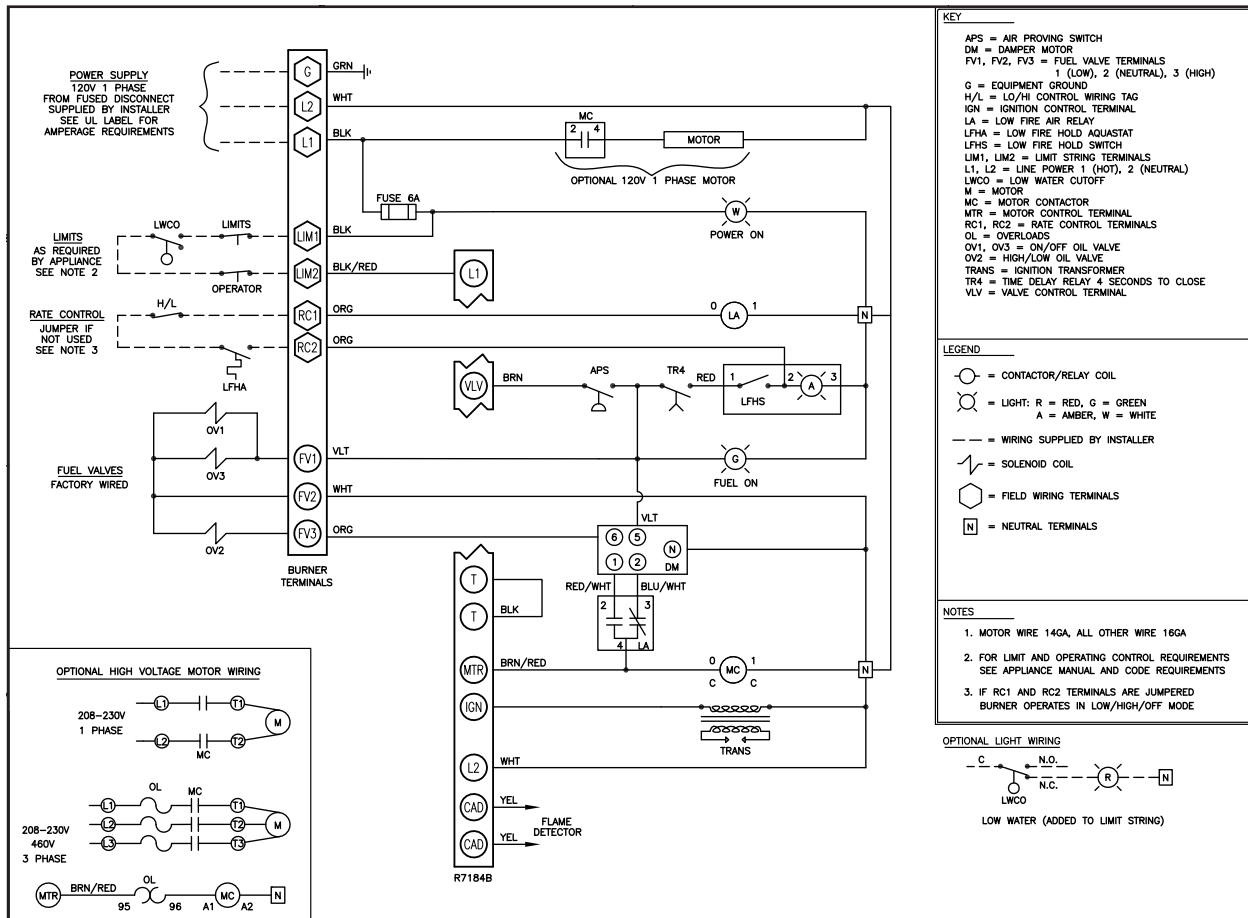 POWER SUPPLY
120V 1 PHASE
FROM FUSED DISCONNECT
SUPPLIED BY INSTALLER
SEE UL LABEL FOR
AMPERAGE REQUIREMENTS
G
GRN
L2
WHT
L1
BLK
MC
2 4
MOTOR
OPTIONAL 120V 1 PHASE MOTOR
FUSE 6A
W
POWER ON
LIMITS
AS REQUIRED
BY APPLIANCE
SEE NOTE 2
LWCO
LIMITS
OPERATOR
LIM1
BLK
LIM2
BLK/RED
L1
RATE CONTROL
JUMPER IF
NOT USED
SEE NOTE 3
H/L
LFHA
RC1
ORG
0
LA
1
N
RC2
ORG
VLV
BRN
APS
TR4
RED
1
LFHS
2
A
3
FUEL VALVES
FACTORY WIRED
OV1
OV3
OV2
FV1
VLT
G
FUEL ON
FV2
WHT
FV3
ORG
BURNER
TERMINALS
VLT
6
5
N
1
2
DM
RED/WHT
BLU/WHT
2
3
4
LA
T
T
BLK
MTR
BRN/RED
0
MC
1
C
C
N
IGN
TRANS
L2
WHT
CAD
YEL
CAD
YEL
FLAME
DETECTOR
R7184B
OPTIONAL HIGH VOLTAGE MOTOR WIRING
208-230V
1 PHASE
L1
T1
L2
MC
T2
M
208-230V
460V
3 PHASE
OL
MC
L1
T1
L2
T2
L3
T3
M
MTR
BRN/RED
OL
95
96
A1
MC
A2
N
KEY
APS = AIR PROVING SWITCH
DM = DAMPER MOTOR
FV1, FV2, FV3 = FUEL VALVE TERMINALS
1 (LOW), 2 (NEUTRAL), 3 (HIGH)
G = EQUIPMENT GROUND
H/L = LO/HI CONTROL WIRING TAG
IGN = IGNITION CONTROL TERMINAL
LA = LOW FIRE AIR RELAY
LFHA = LOW FIRE HOLD AQUASTAT
LFHS = LOW FIRE HOLD SWITCH
LIM1, LIM2 = LIMIT STRING TERMINALS
L1, L2 = LINE POWER 1 (HOT), 2 (NEUTRAL)
LWCO = LOW WATER CUTOFF
M = MOTOR
MC = MOTOR CONTACTOR
MTR = MOTOR CONTROL TERMINAL
RC1, RC2 = RATE CONTROL TERMINALS
OL = OVERLOADS
OV1, OV3 = ON/OFF OIL VALVE
OV2 = HIGH/LOW OIL VALVE
TRANS = IGNITION TRANSFORMER
TR4 = TIME DELAY RELAY 4 SECONDS TO CLOSE
VLV = VALVE CONTROL TERMINAL
LEGEND
= CONTACTOR/RELAY COIL
= LIGHT: R = RED, G = GREEN
A = AMBER, W = WHITE
= WIRING SUPPLIED BY INSTALLER
= SOLENOID COIL
= FIELD WIRING TERMINALS
N = NEUTRAL TERMINALS
NOTES
1. MOTOR WIRE 14GA, ALL OTHER WIRE 16GA
2. FOR LIMIT AND OPERATING CONTROL REQUIREMENTS
SEE APPLIANCE MANUAL AND CODE REQUIREMENTS
3. IF RC1 AND RC2 TERMINALS ARE JUMPERED
BURNER OPERATES IN LOW/HIGH/OFF MODE
OPTIONAL LIGHT WIRING
C
N.O.
N.C.
LWCO
R
N
LOW WATER (ADDED TO LIMIT STRING)